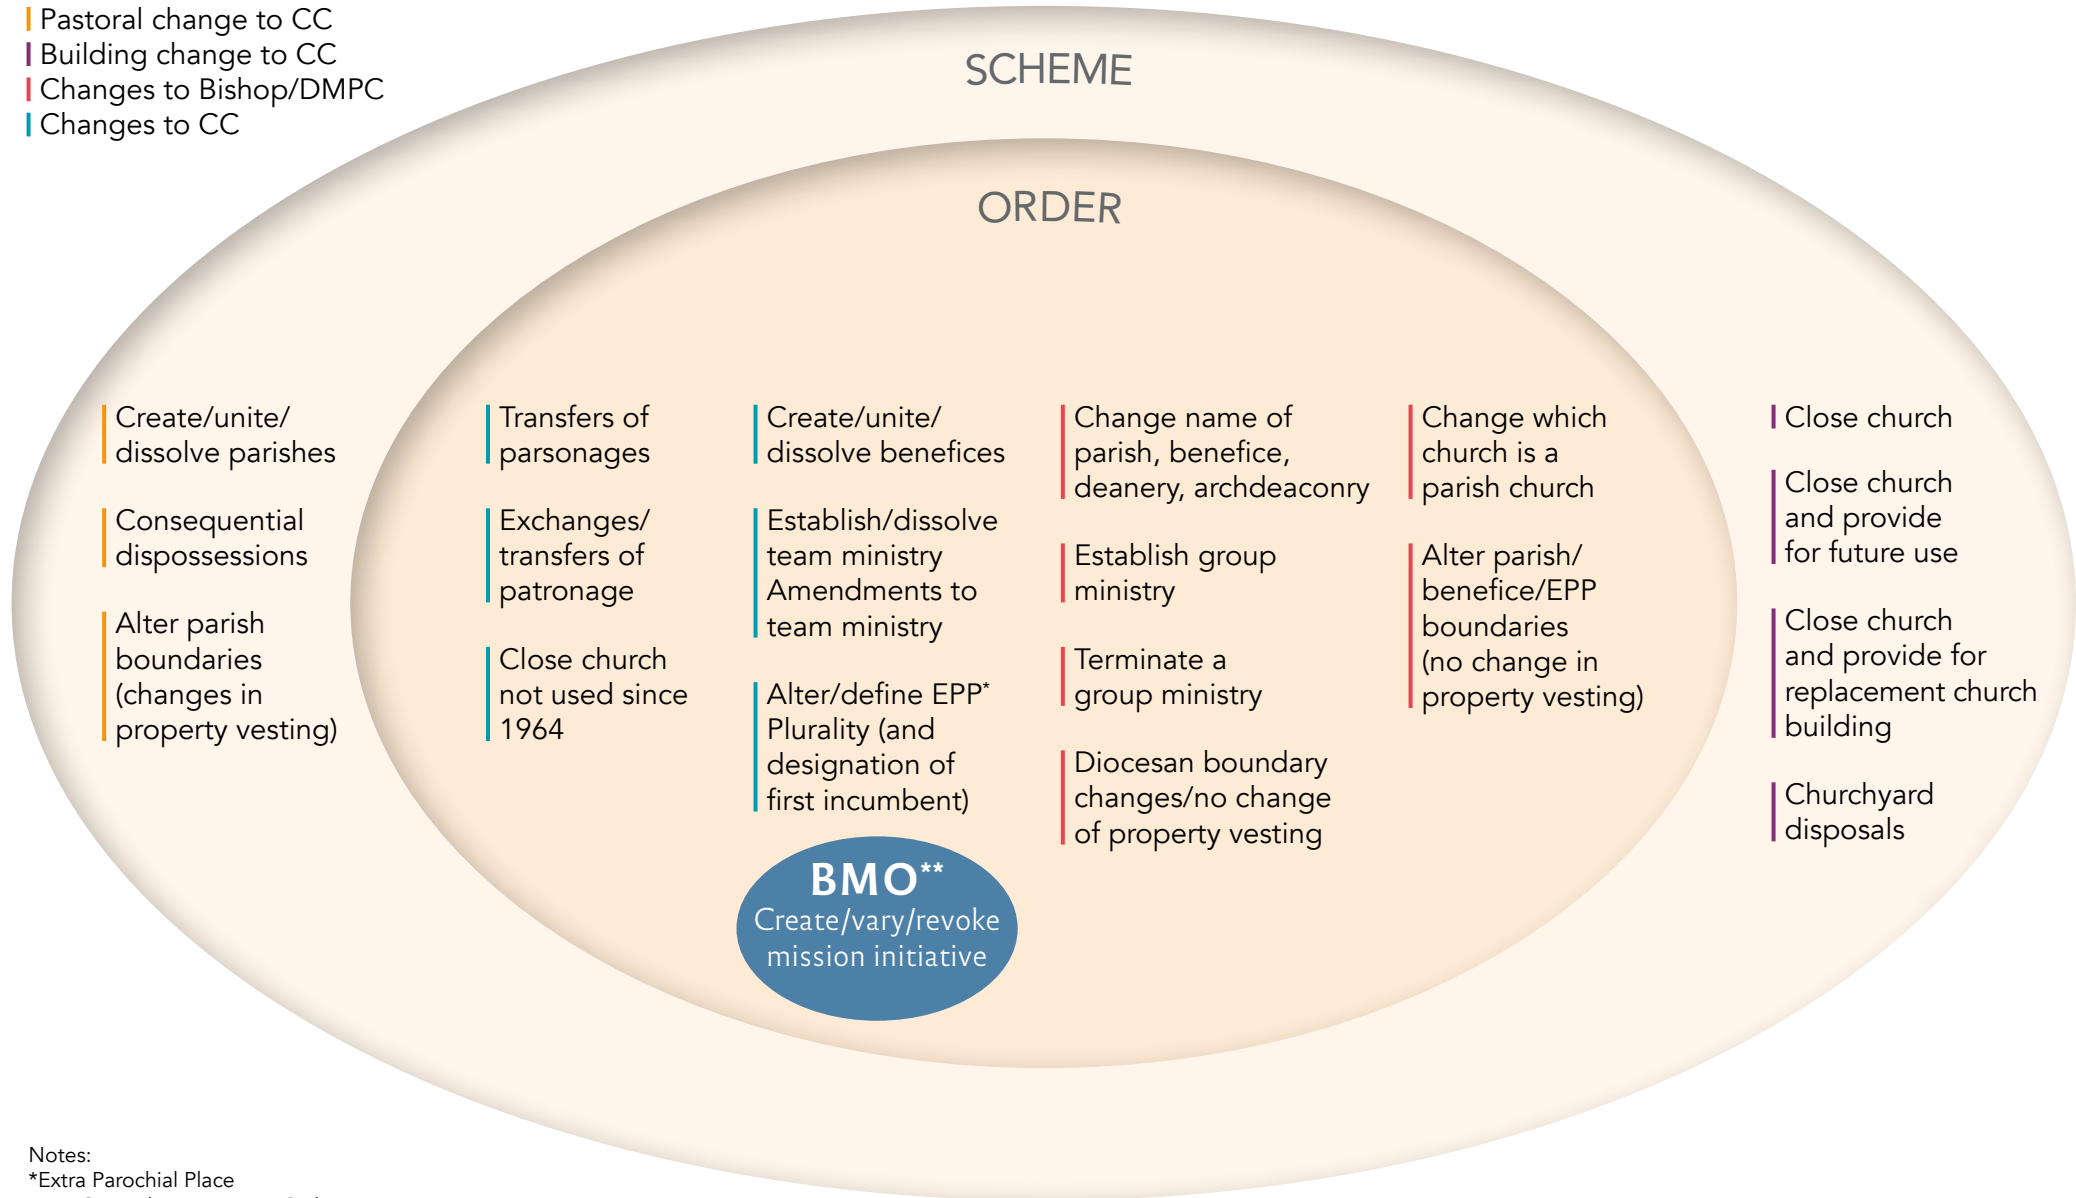 Pastoral change to CC
Building change to CC
Changes to Bishop/DMPC
Changes to CC
SCHEME
ORDER
Create/unite/
dissolve parishes
Consequential
dispossessions
Alter parish
boundaries
(changes in
property vesting)
Transfers of
parsonages
Exchanges/
transfers of
patronage
Close church
not used since
1964
Create/unite/
dissolve benefices
Establish/dissolve
team ministry
Amendments to
team ministry
Alter/define EPP*
Plurality (and
designation of
first incumbent)
BMO**
Create/vary/revoke
mission initiative
Change name of
parish, benefice,
deanery, archdeaconry
Establish group
ministry
Terminate a
group ministry
Diocesan boundary
changes/no change
of property vesting
Change which
church is a
parish church
Alter parish/
benefice/EPP
boundaries
(no change in
property vesting)
Close church
Close church
and provide
for future use
Close church
and provide for
replacement church
building
Churchyard
disposals
Notes:
*Extra Parochial Place